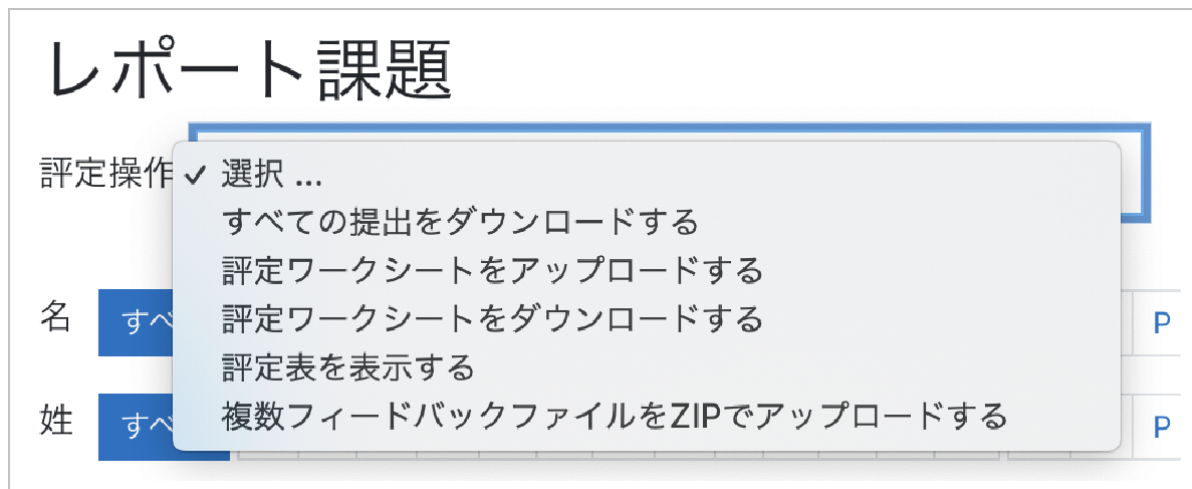 レポート課題
評定操作
✓ 選択 ...
すべての提出をダウンロードする
評定ワークシートをアップロードする
評定ワークシートをダウンロードする
評定表を表示する
複数フィードバックファイルをZIPでアップロードする
名 すべ P
姓 すべ P